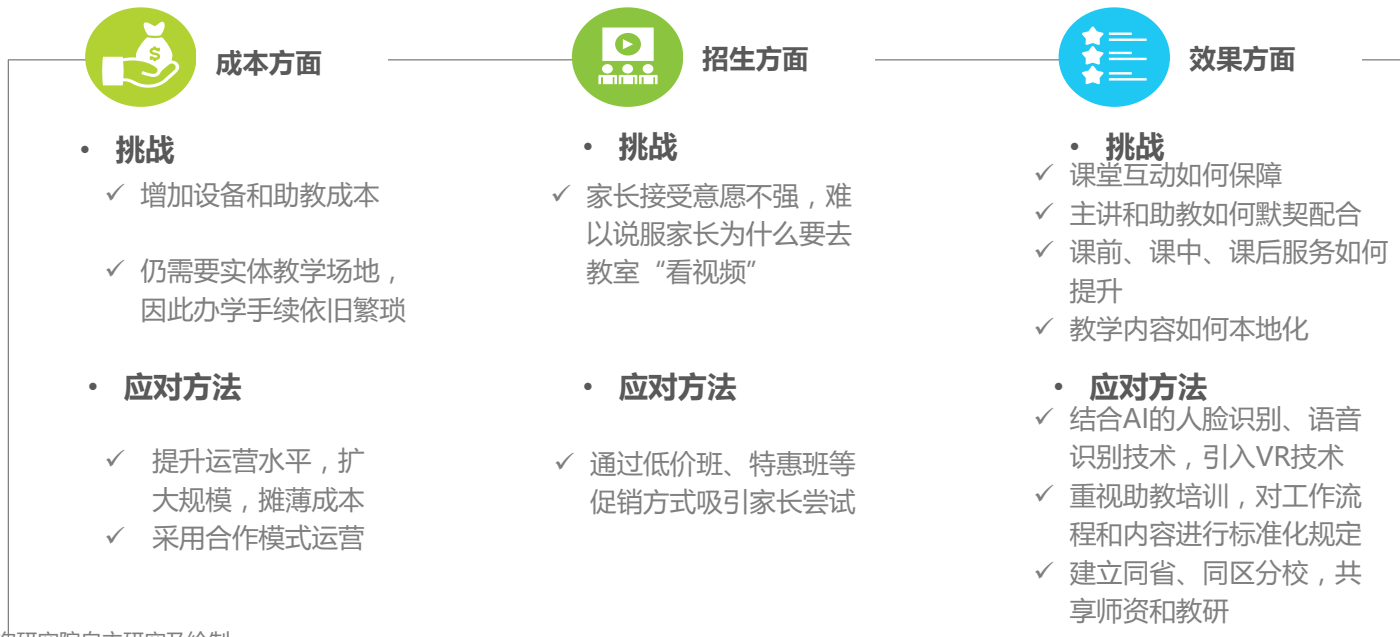 成本方面
• 挑战
✓ 增加设备和助教成本
✓ 仍需要实体教学场地，
因此办学手续依旧繁琐
• 应对方法
✓ 提升运营水平，扩
大规模，摊薄成本
✓ 采用合作模式运营
招生方面
• 挑战
✓ 家长接受意愿不强，难
以说服家长为什么要去
教室“看视频”
• 应对方法
✓ 通过低价班、特惠班等
促销方式吸引家长尝试
效果方面
• 挑战
✓ 课堂互动如何保障
✓ 主讲和助教如何默契配合
✓ 课前、课中、课后服务如何
提升
✓ 教学内容如何本地化
• 应对方法
✓ 结合AI的人脸识别、语音
识别技术，引入VR技术
✓ 重视助教培训，对工作流
程和内容进行标准化规定
✓ 建立同省、同区分校，共
享师资和教研
研究院自主研究及绘制